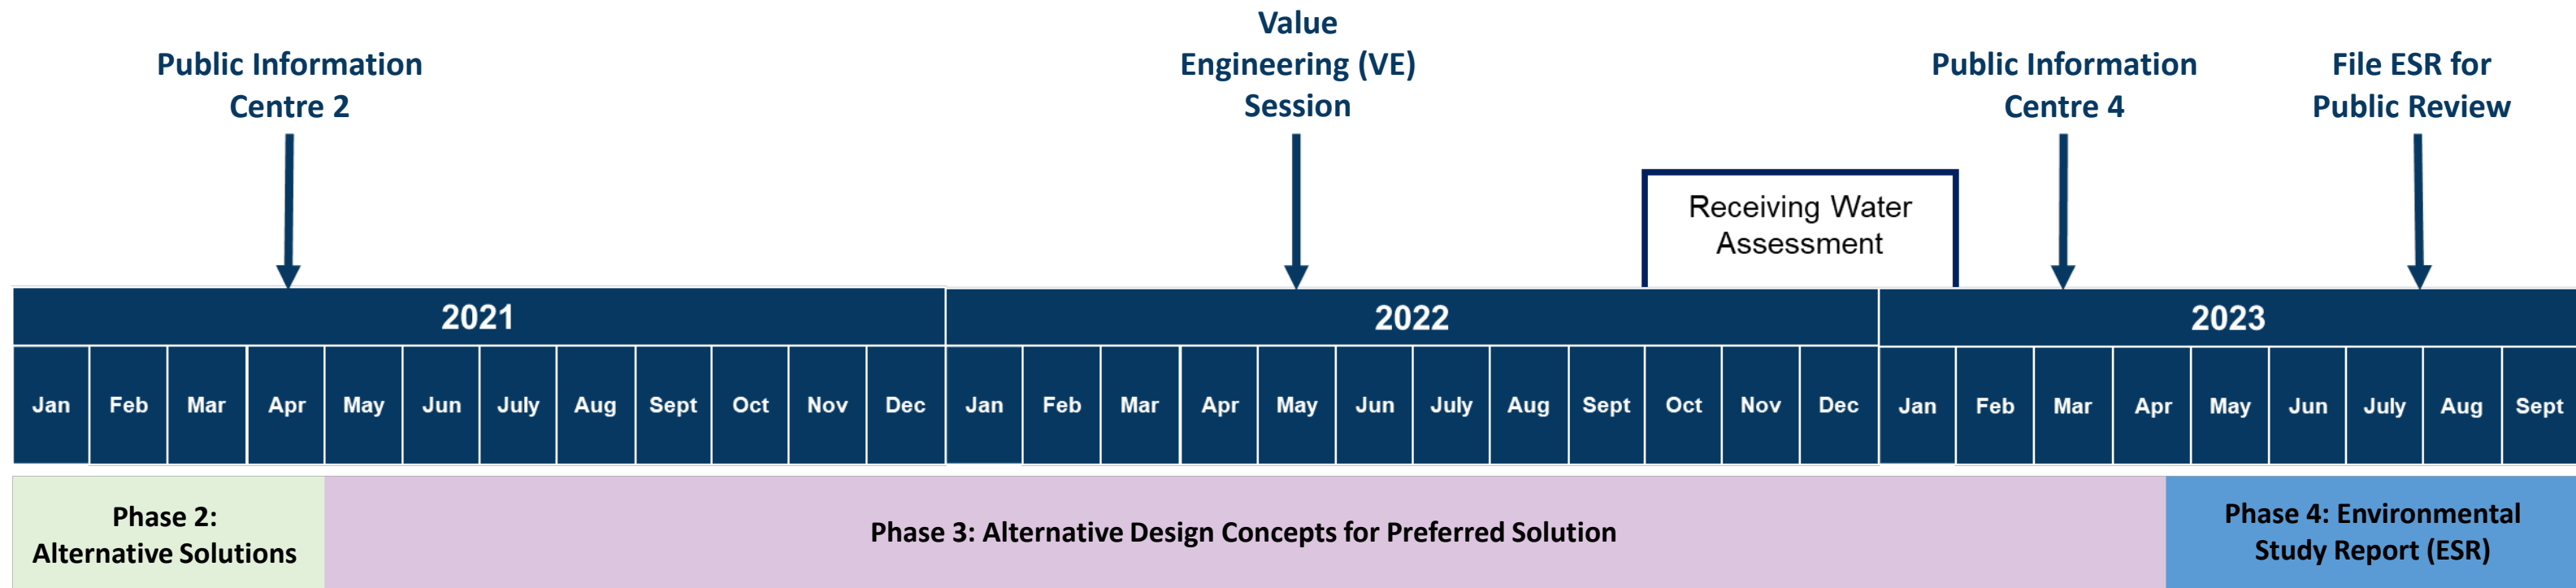 Public Information
Centre 2
Value
Engineering (VE)
Session
Public Information
Centre 4
File ESR for
Public Review
Receiving Water
Assessment
2021 2022 2023
Jan Feb Mar Apr May Jun July Aug Sept Oct Nov Dec Jan Feb Mar Apr May Jun July Aug Sept Oct Nov Dec Jan Feb Mar Apr May Jun July Aug Sept
Phase 2:
Alternative Solutions
Phase 3: Alternative Design Concepts for Preferred Solution
Phase 4: Environmental
Study Report (ESR)